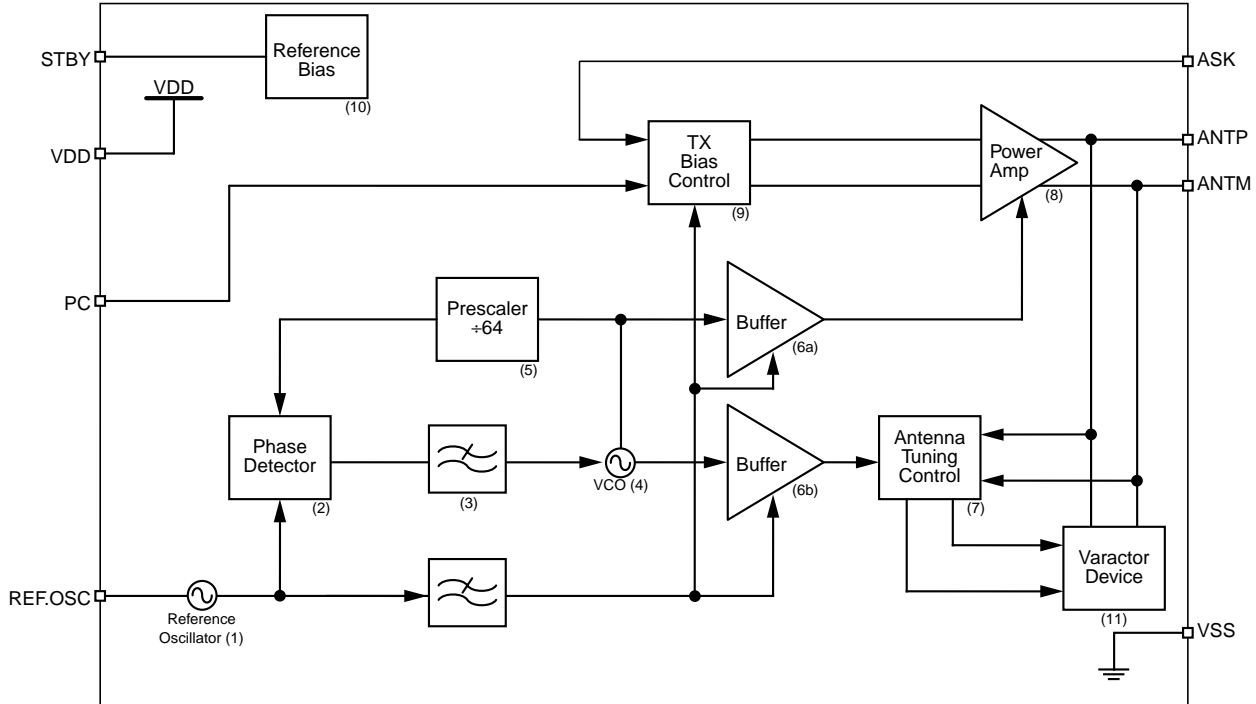 STBY
Reference
Bias
(10)
ASK
VDD
VDD
TX
Bias
Control
(9)
Power
Amp
(8)
ANTP
ANTM
PC
Prescaler
÷64
(5)
Buffer
(6a)
Phase
Detector
(2)
(3)
VCO (4)
Buffer
(6b)
Antenna
Tuning
Control
(7)
Varactor
Device
(11)
REF.OSC
Reference
Oscillator (1)
VSS